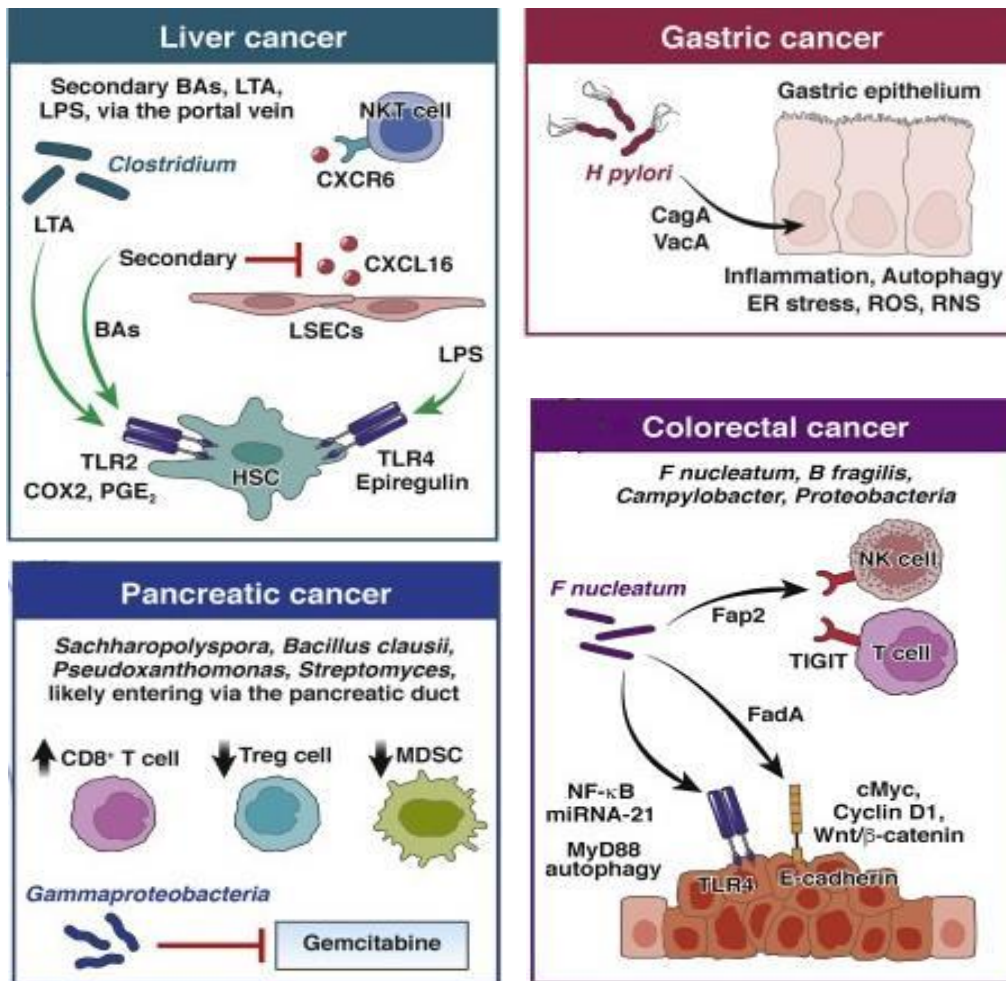 Liver cancer
Secondary BAs, LTA,
LPS, via the portal vein
NKT cell
Clostridium
CXCR6
LTA
Secondary
CXCL16
BAs
LSECs
LPS
TLR2
COX2, PGE₂
HSC
TLR4
Epiregulin
Gastric cancer
Gastric epithelium
H pylori
CagA
VacA
Inflammation, Autophagy
ER stress, ROS, RNS
Pancreatic cancer
Sachharopolyspora, Bacillus clausii,
Pseudoxanthomonas, Streptomyces,
likely entering via the pancreatic duct
CD8⁺ T cell
Treg cell
MDSC
Gammaproteobacteria
Gemcitabine
Colorectal cancer
F nucleatum, B fragilis,
Campylobacter, Proteobacteria
NK cell
F nucleatum
Fap2
TIGIT
T cell
FadA
NF-κB
miRNA-21
MyD88
autophagy
cMyc,
Cyclin D1,
Wnt/β-catenin
TLR4
E-cadherin